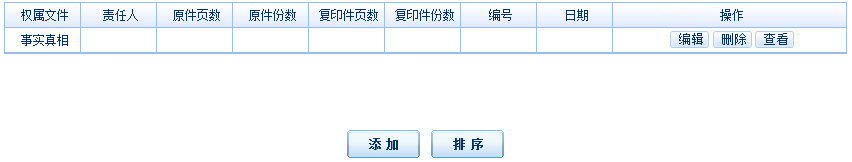 权属文件 责任人 原件页数 原件份数 复印件页数 复印件份数 编号 日期 操作
事实真相 编辑 删除 查看
添加 排序